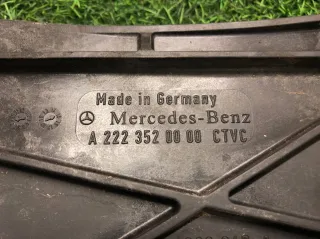 Made in Germany
Mercedes-Benz
A 222 352 00 00 CTVC